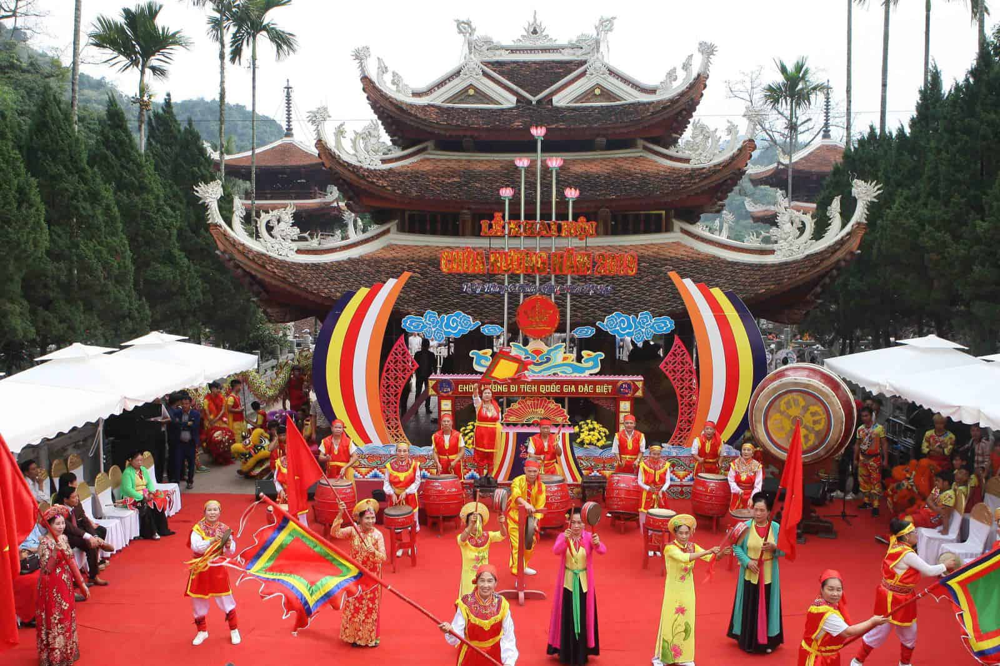 LỄ KHAI HỘI
CHÙA HƯƠNG NĂM 2019
CHÙA HƯƠNG DI TÍCH QUỐC GIA ĐẶC BIỆT